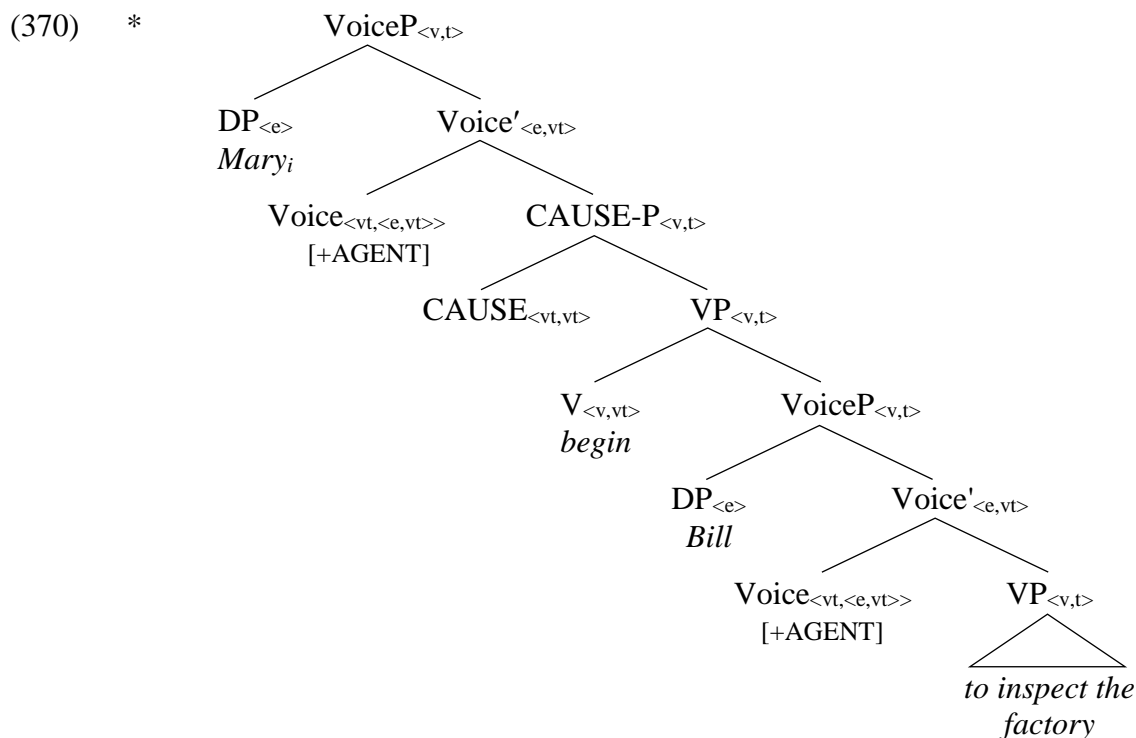 (370) * VoiceP<v,t>
DP<e> Voice'<e,vt>
Maryi
Voice<vt,<e,vt>> CAUSE-P<v,t>
[+AGENT]
CAUSE<vt,vt> VP<v,t>
V<v,vt> VoiceP<v,t>
begin
DP<e> Voice'<e,vt>
Bill
Voice<vt,<e,vt>> VP<v,t>
[+AGENT]
to inspect the
factory